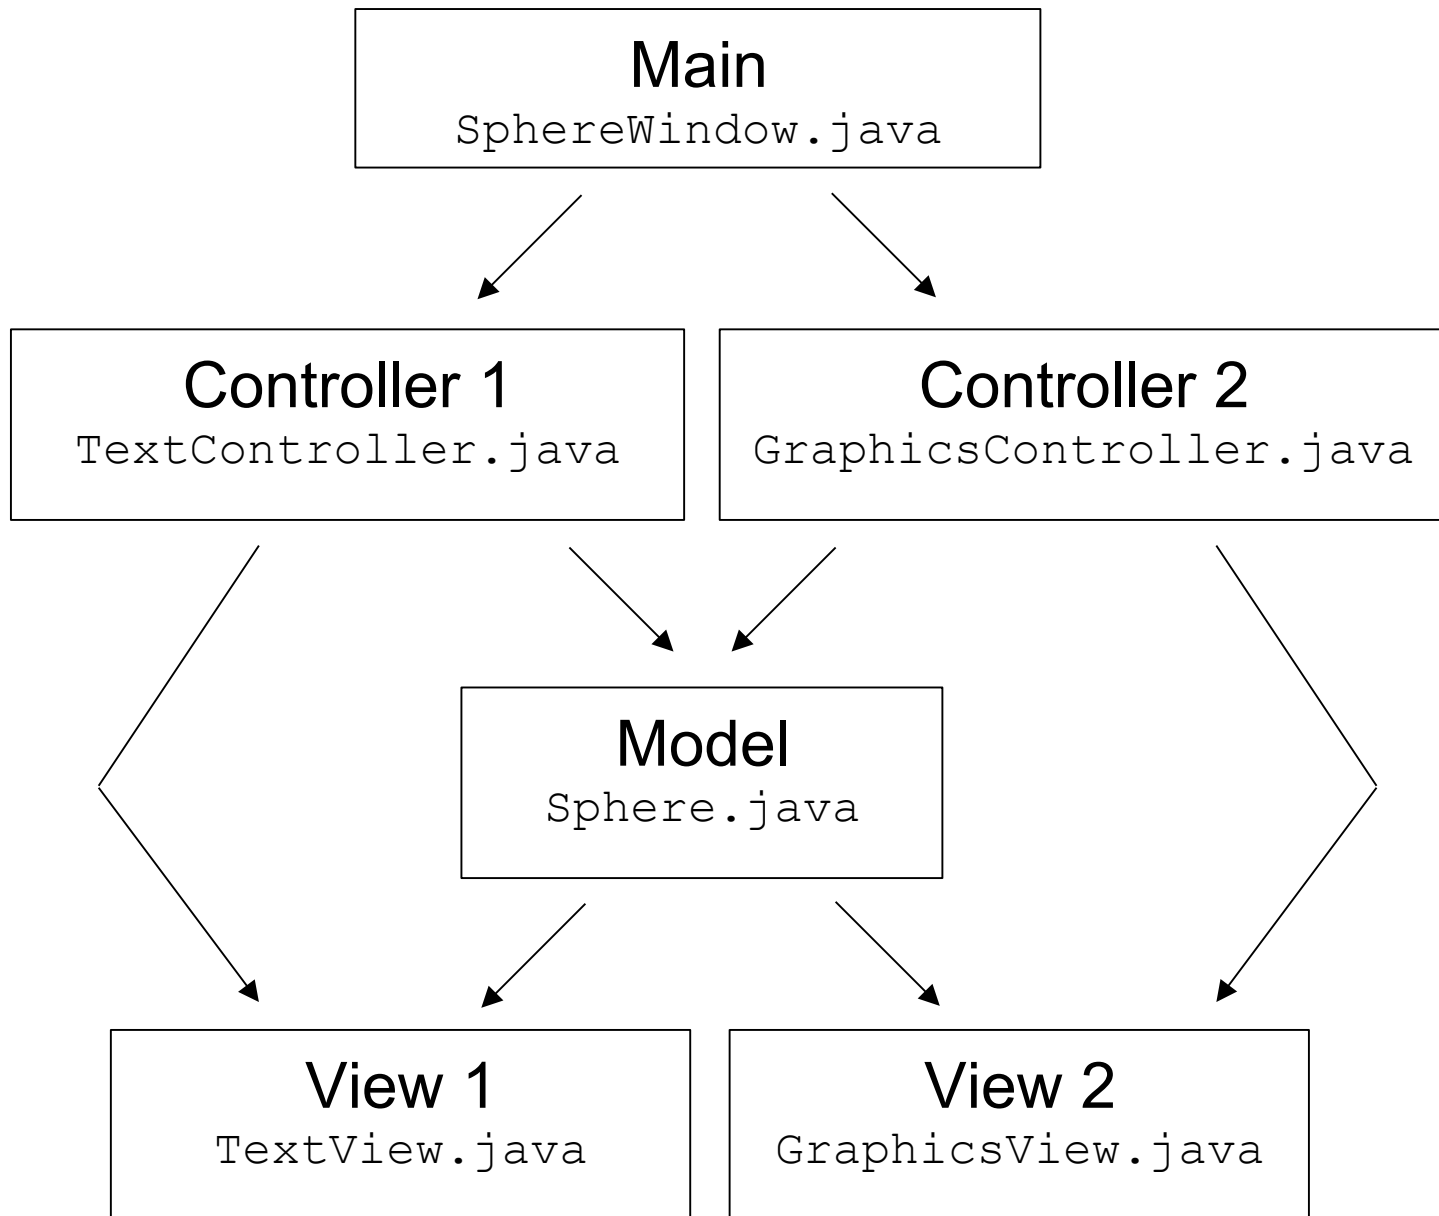 Main
SphereWindow.java
Controller 1
TextController.java
Controller 2
GraphicsController.java
Model
Sphere.java
View 1
TextView.java
View 2
GraphicsView.java